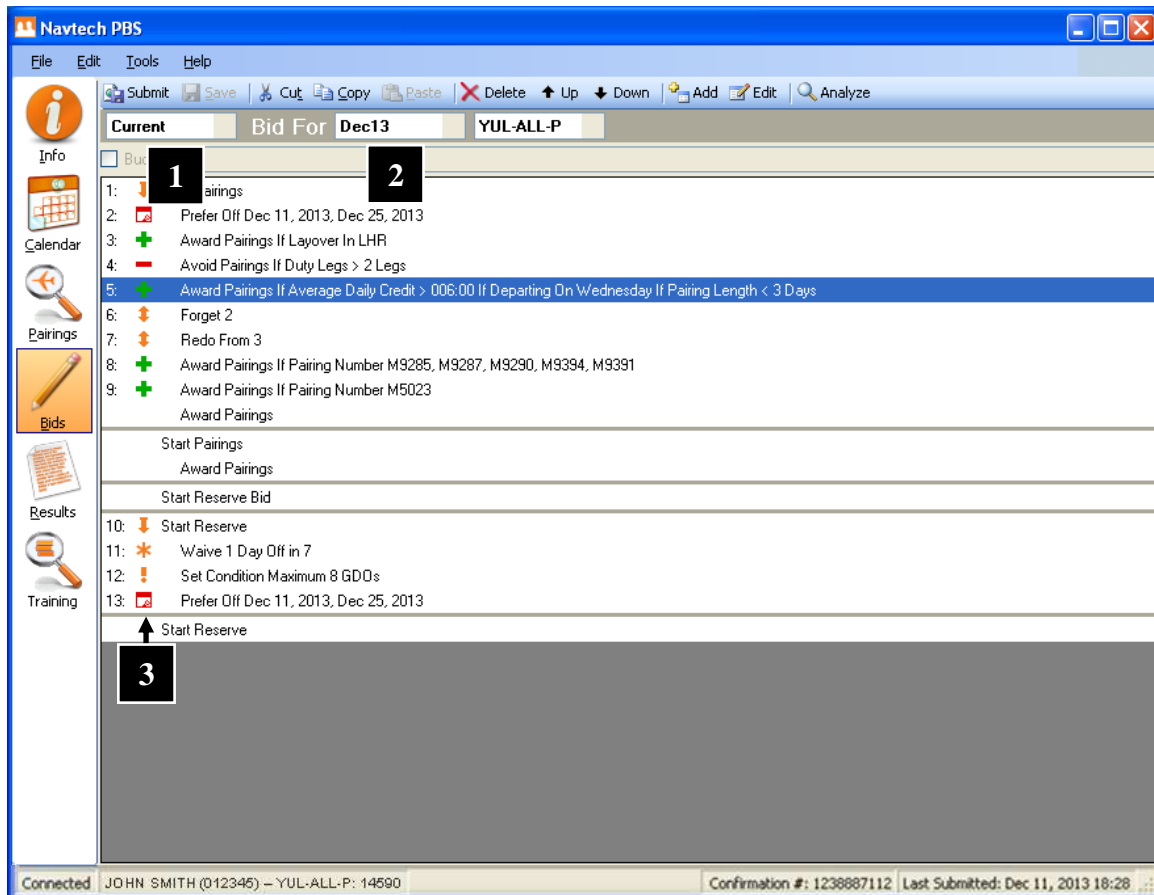 Navtech PBS
File Edit Tools Help
Submit Save Cut Copy Paste Delete Up Down Add Edit Analyze
Current Bid For Dec13 YUL-ALL-P
Info
1 2
1: airings
2: Prefer Off Dec 11, 2013, Dec 25, 2013
3: Award Pairings If Layover In LHR
Calendar
4: Avoid Pairings If Duty Legs > 2 Legs
5: Award Pairings If Average Daily Credit > 006:00 If Departing On Wednesday If Pairing Length < 3 Days
6: Forget 2
7: Redo From 3
Pairings
8: Award Pairings If Pairing Number M9285, M9287, M9290, M9394, M9391
9: Award Pairings If Pairing Number M5023
Award Pairings
Bids
Start Pairings
Award Pairings
Start Reserve Bid
Results
10: Start Reserve
11: Waive 1 Day Off in 7
12: Set Condition Maximum 8 GDOs
13: Prefer Off Dec 11, 2013, Dec 25, 2013
Training
Start Reserve
3
Connected JOHN SMITH (012345) – YUL-ALL-P: 14590 Confirmation #: 1238887112 Last Submitted: Dec 11, 2013 18:28